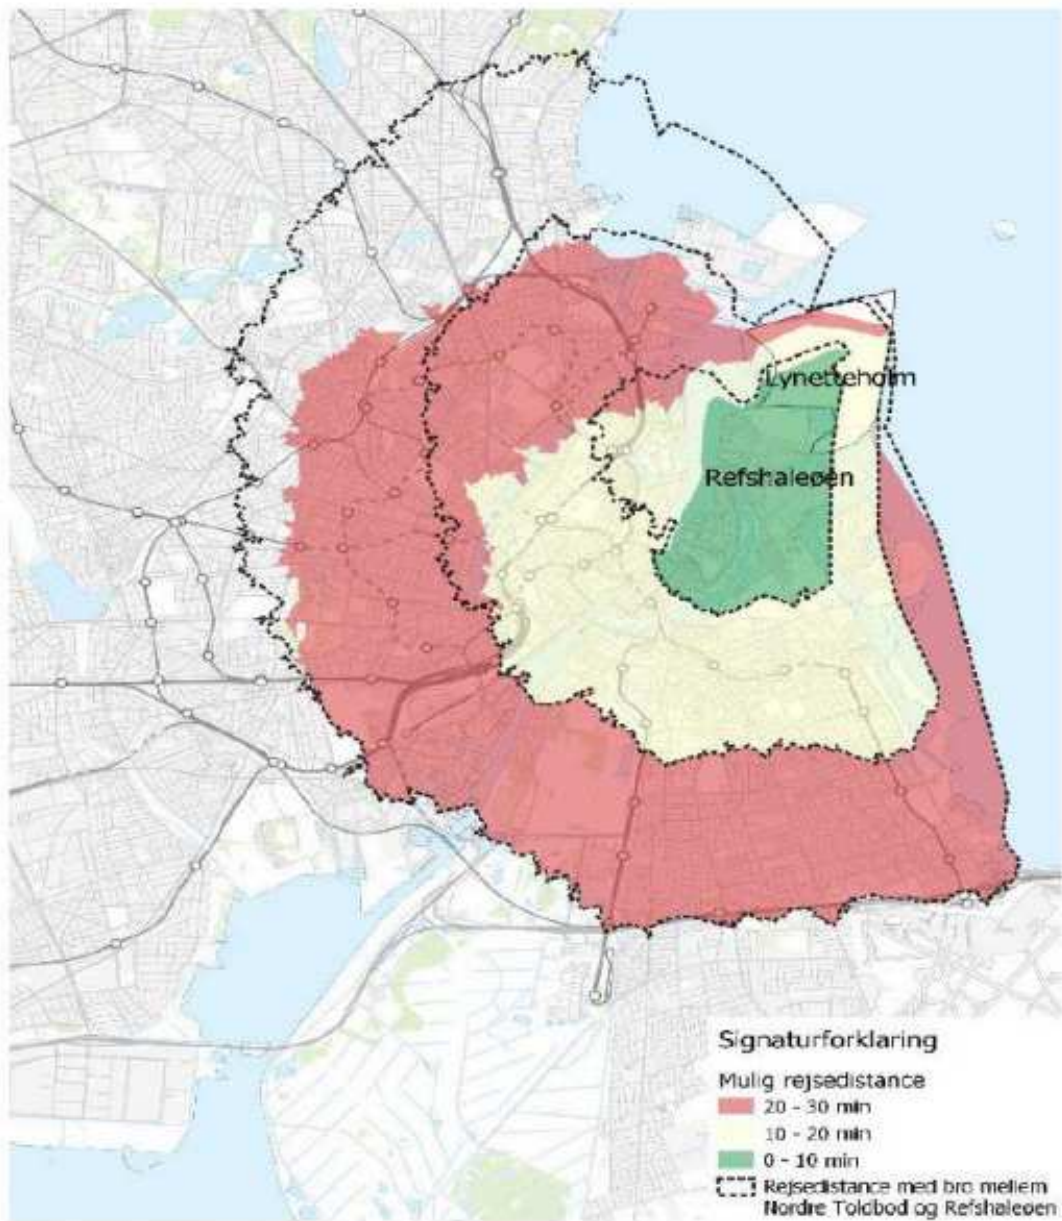 Lynetteholm
Refshaleøen
Signaturforklaring
Mulig rejsedistance
20 - 30 min
10 - 20 min
0 - 10 min
Rejsedistance med bro mellem
Nordre Toldbod og Refshaleøen